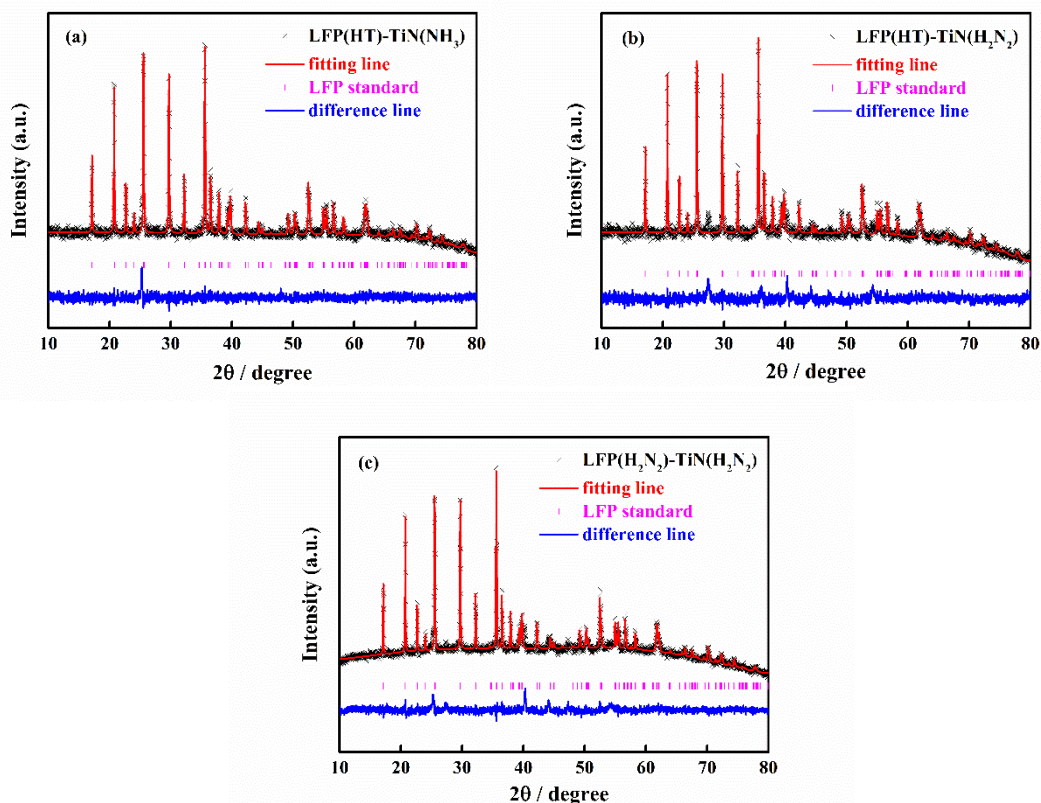 (a)
LFP(HT)-TiN(NH₃)
fitting line
LFP standard
difference line
Intensity (a.u.)
10 20 30 40 50 60 70 80
2θ / degree
(b)
LFP(HT)-TiN(H₂N₂)
fitting line
LFP standard
difference line
Intensity (a.u.)
10 20 30 40 50 60 70 80
2θ / degree
(c)
LFP(H₂N₂)-TiN(H₂N₂)
fitting line
LFP standard
difference line
Intensity (a.u.)
10 20 30 40 50 60 70 80
2θ / degree